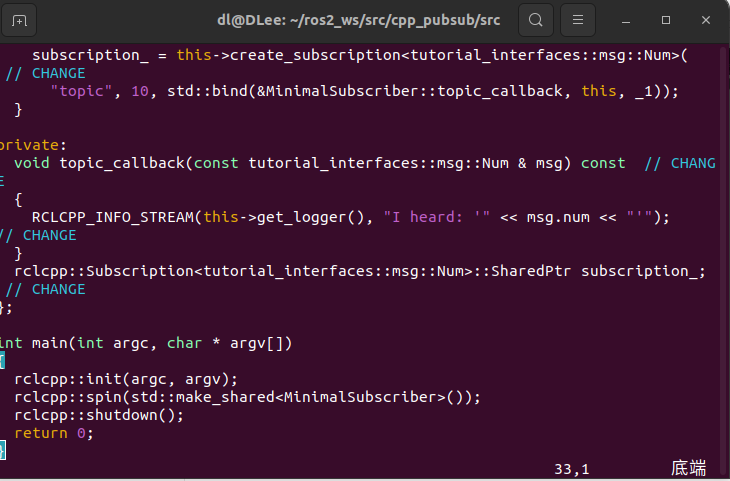 dl@DLee: ~/ros2_ws/src/cpp_pubsub/src
    subscription_ = this->create_subscription<tutorial_interfaces::msg::Num>(
 // CHANGE
      "topic", 10, std::bind(&MinimalSubscriber::topic_callback, this, _1));
  }
private:
  void topic_callback(const tutorial_interfaces::msg::Num & msg) const  // CHANG
E
  {
    RCLCPP_INFO_STREAM(this->get_logger(), "I heard: '" << msg.num << "'");
// CHANGE
  }
  rclcpp::Subscription<tutorial_interfaces::msg::Num>::SharedPtr subscription_;
 // CHANGE
};
int main(int argc, char * argv[])
{
  rclcpp::init(argc, argv);
  rclcpp::spin(std::make_shared<MinimalSubscriber>());
  rclcpp::shutdown();
  return 0;
}
33,1 底端